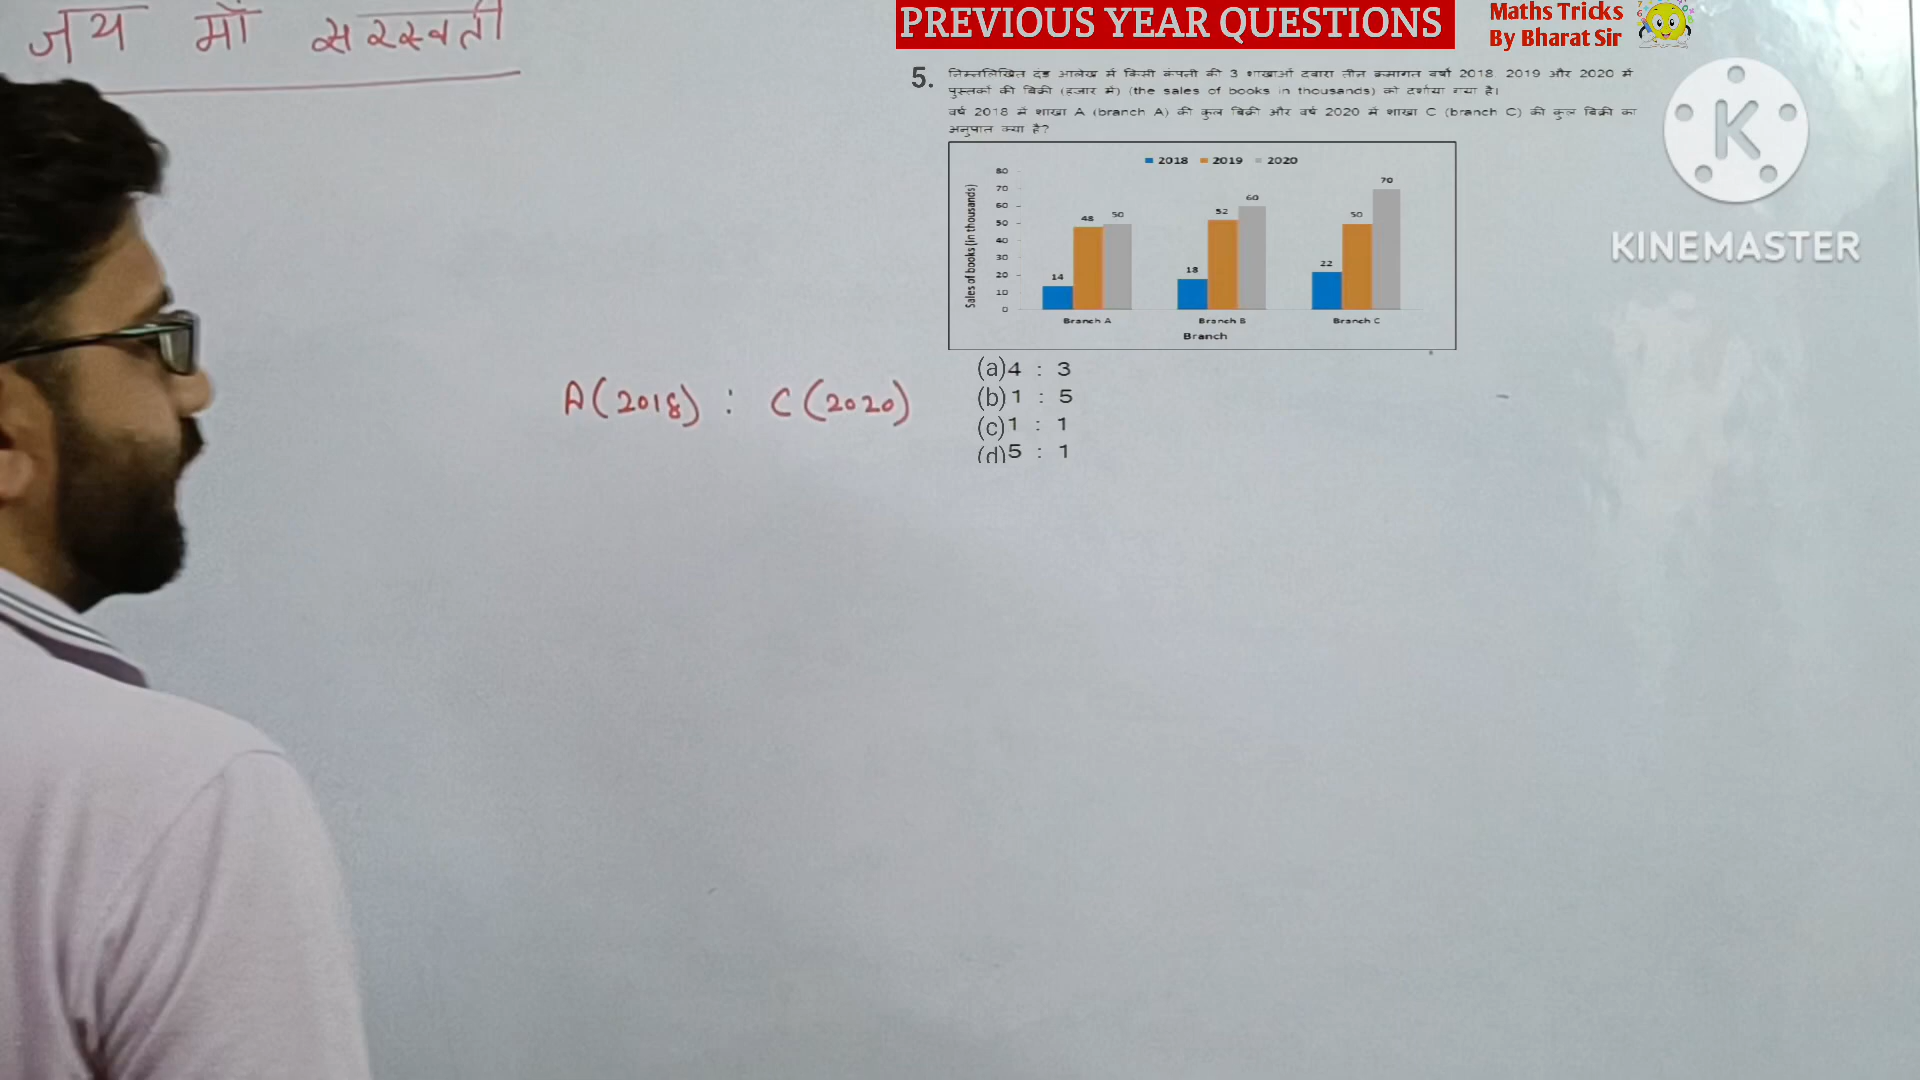 जय माँ सरस्वती
PREVIOUS YEAR QUESTIONS
Maths Tricks
By Bharat Sir
5. निम्नलिखित दंड आलेख में किसी कंपनी की 3 शाखाओं द्वारा तीन क्रमागत वर्षों 2018, 2019 और 2020 में
पुस्तकों की बिक्री (हजार में) (the sales of books in thousands) को दर्शाया गया है।
वर्ष 2018 में शाखा A (branch A) की कुल बिक्री और वर्ष 2020 में शाखा C (branch C) की कुल बिक्री का
अनुपात क्या है?
2018 2019 2020
Sales of books (in thousands)
80
70
60
50
40
30
20
10
0
14 48 50
18 52 60
22 50 70
Branch A Branch B Branch C
Branch
(a) 4 : 3
(b) 1 : 5
(c) 1 : 1
(d) 5 : 1
A(2018) : C(2020)
K
KINEMASTER